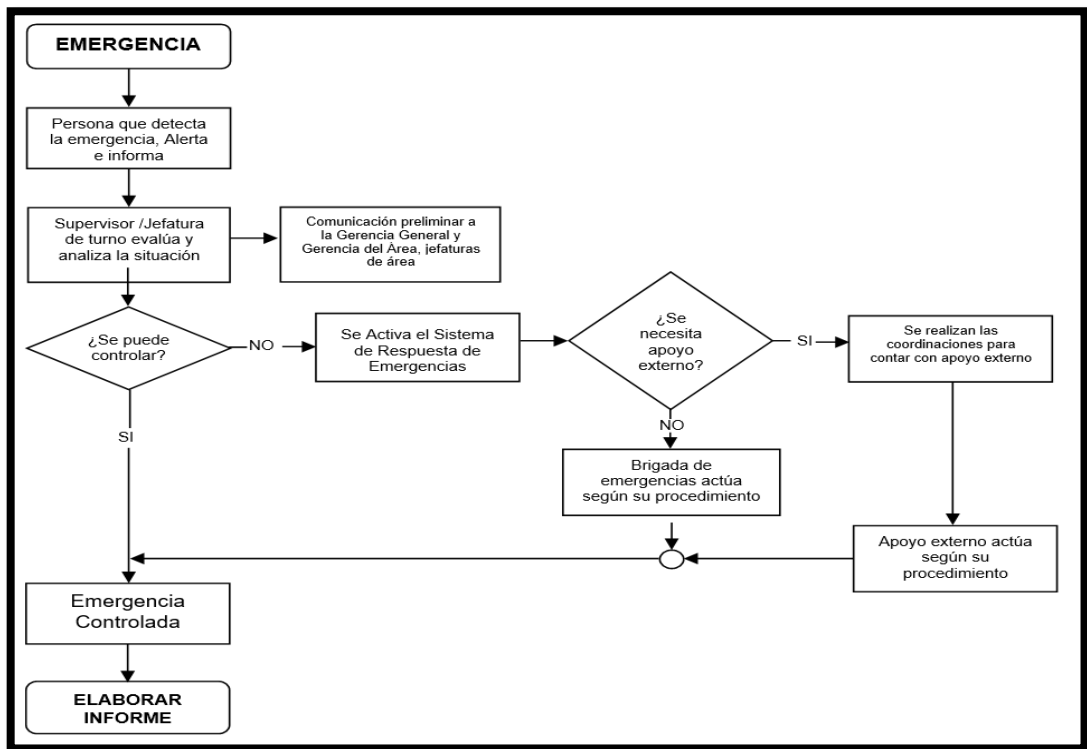 EMERGENCIA
Persona que detecta
la emergencia, Alerta
e informa
Supervisor /Jefatura
de turno evalúa y
analiza la situación
Comunicación preliminar a
la Gerencia General y
Gerencia del Área, jefaturas
de área
¿Se puede
controlar?
NO
Se Activa el Sistema
de Respuesta de
Emergencias
¿Se
necesita
apoyo
externo?
SI
Se realizan las
coordinaciones para
contar con apoyo externo
SI
NO
Brigada de
emergencias actúa
según su procedimiento
Apoyo externo actúa
según su
procedimiento
Emergencia
Controlada
ELABORAR
INFORME